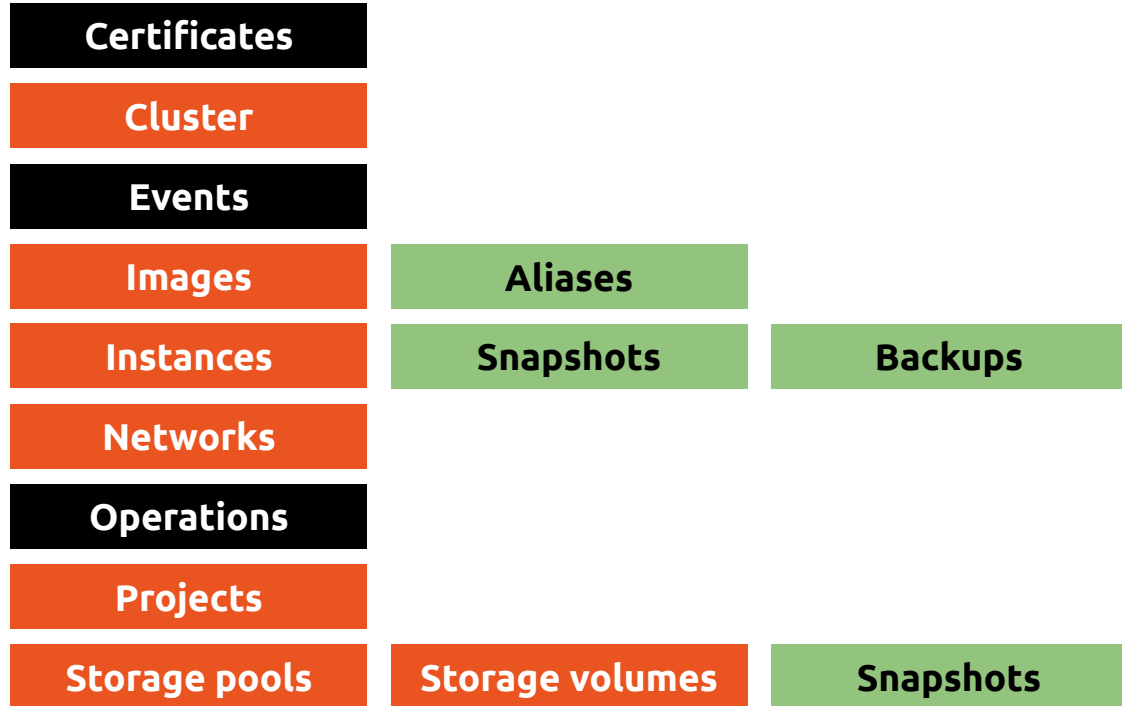 Certificates
Cluster
Events
Images Aliases
Instances Snapshots Backups
Networks
Operations
Projects
Storage pools Storage volumes Snapshots